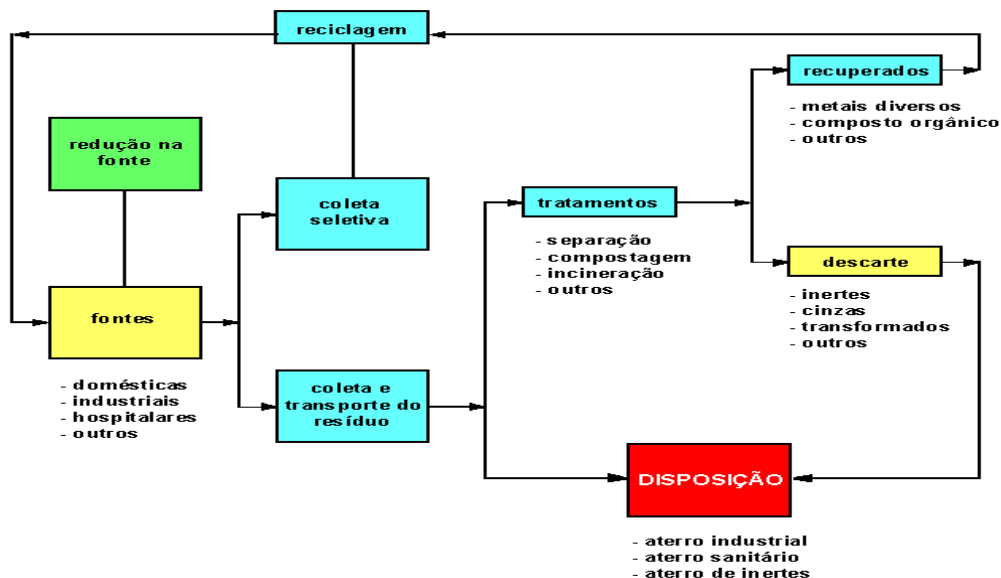 reciclagem
recuperados
- metais diversos
- composto orgânico
- outros
redução na
fonte
coleta
seletiva
tratamentos
- separação
- compostagem
- incineração
- outros
descarte
- inertes
- cinzas
- transformados
- outros
fontes
- domésticas
- industriais
- hospitalares
- outros
coleta e
transporte do
resíduo
DISPOSIÇÃO
- aterro industrial
- aterro sanitário
- aterro de inertes